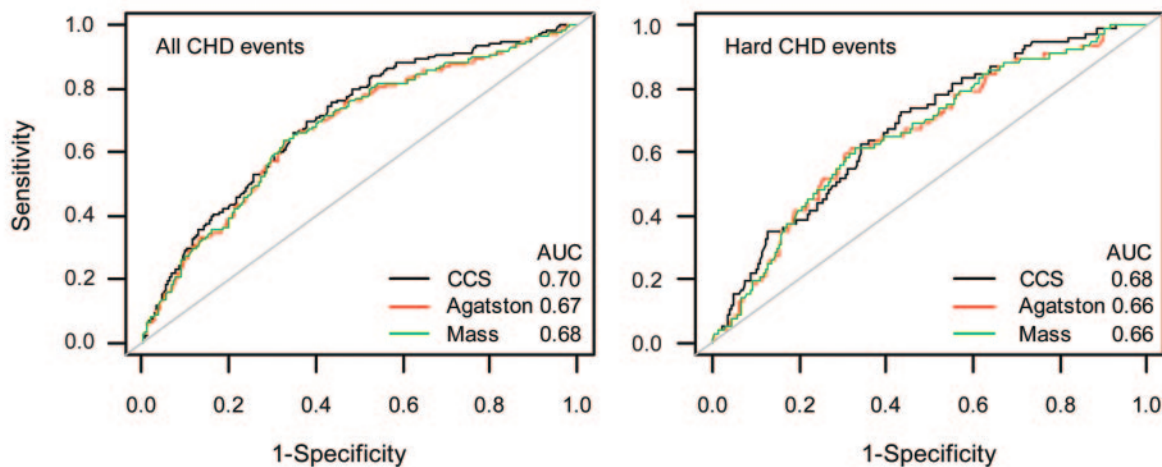 All CHD events
Sensitivity
1.0
0.8
0.6
0.4
0.2
0.0
AUC
CCS 0.70
Agatston 0.67
Mass 0.68
0.0 0.2 0.4 0.6 0.8 1.0
1-Specificity
Hard CHD events
1.0
0.8
0.6
0.4
0.2
0.0
AUC
CCS 0.68
Agatston 0.66
Mass 0.66
0.0 0.2 0.4 0.6 0.8 1.0
1-Specificity